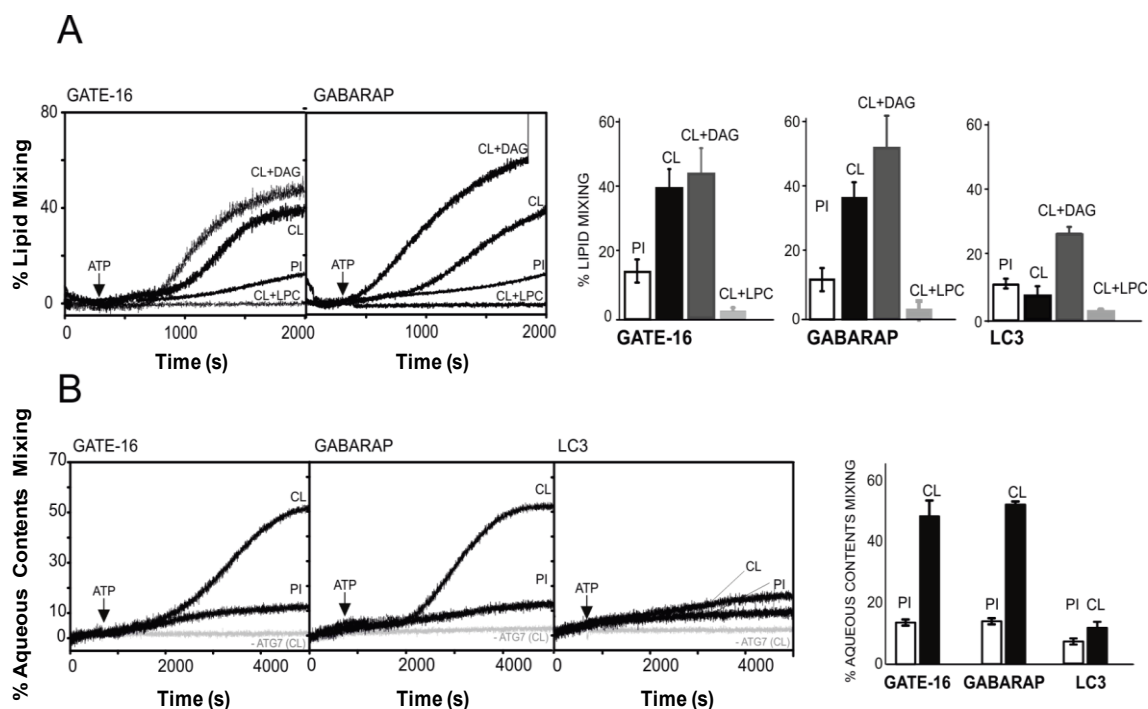 A
GATE-16
GABARAP
% Lipid Mixing
80
40
0
CL+DAG
CL
PI
CL+LPC
ATP
CL+DAG
CL
PI
CL+LPC
ATP
0 1000 2000
0 1000 2000
Time (s)
Time (s)
% LIPID MIXING
60
40
20
0
PI
CL
CL+DAG
CL+LPC
GATE-16
60
40
20
0
PI
CL
CL+DAG
CL+LPC
GABARAP
60
40
20
0
PI
CL
CL+DAG
CL+LPC
LC3
B
GATE-16
GABARAP
LC3
% Aqueous Contents Mixing
70
50
30
10
0
ATP
CL
PI
- ATG7 (CL)
ATP
CL
PI
- ATG7 (CL)
ATP
CL
PI
0 2000 4000
0 2000 4000
0 2000 4000
Time (s)
Time (s)
Time (s)
% AQUEOUS CONTENTS MIXING
60
40
20
0
PI CL
PI CL
PI CL
GATE-16 GABARAP LC3